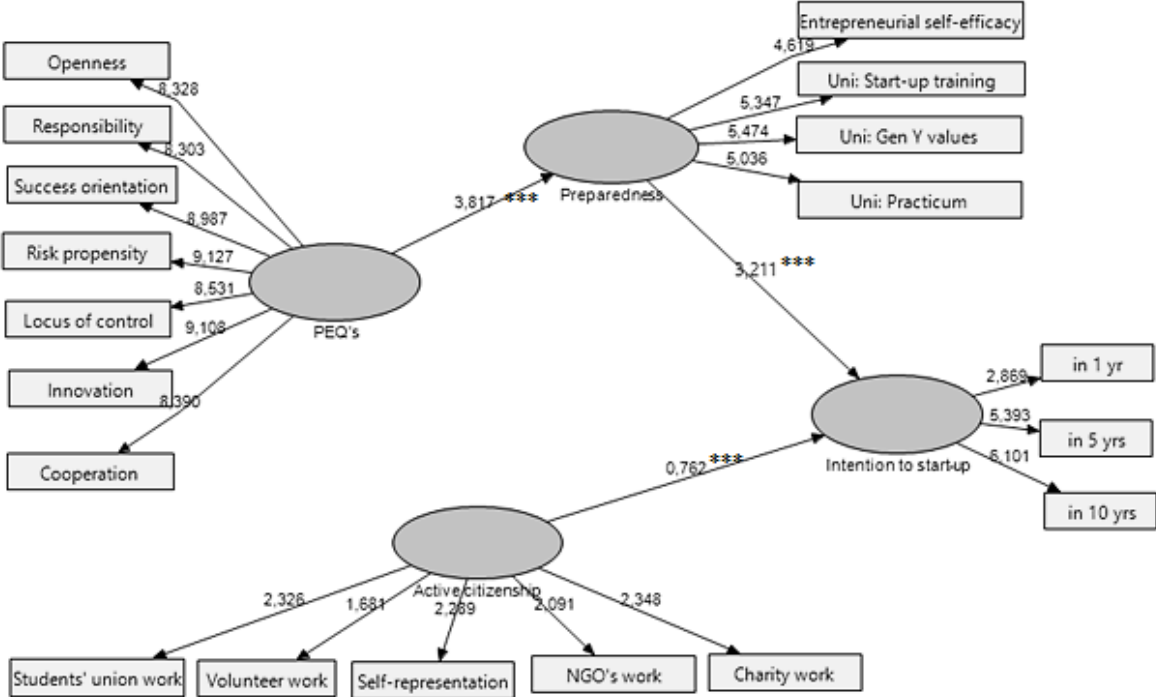 Openness
8,328
Responsibility
8,303
Success orientation
8,987
Risk propensity
9,127
Locus of control
8,531
Innovation
9,108
Cooperation
8,390
PEQ's
3,817 ***
Preparedness
Entrepreneurial self-efficacy
4,619
Uni: Start-up training
5,347
Uni: Gen Y values
5,474
Uni: Practicum
5,036
3,211 ***
Intention to start-up
in 1 yr
2,869
in 5 yrs
5,393
in 10 yrs
6,101
0,762 ***
Active citizenship
2,326
1,681
2,289
2,091
2,348
Students' union work
Volunteer work
Self-representation
NGO's work
Charity work